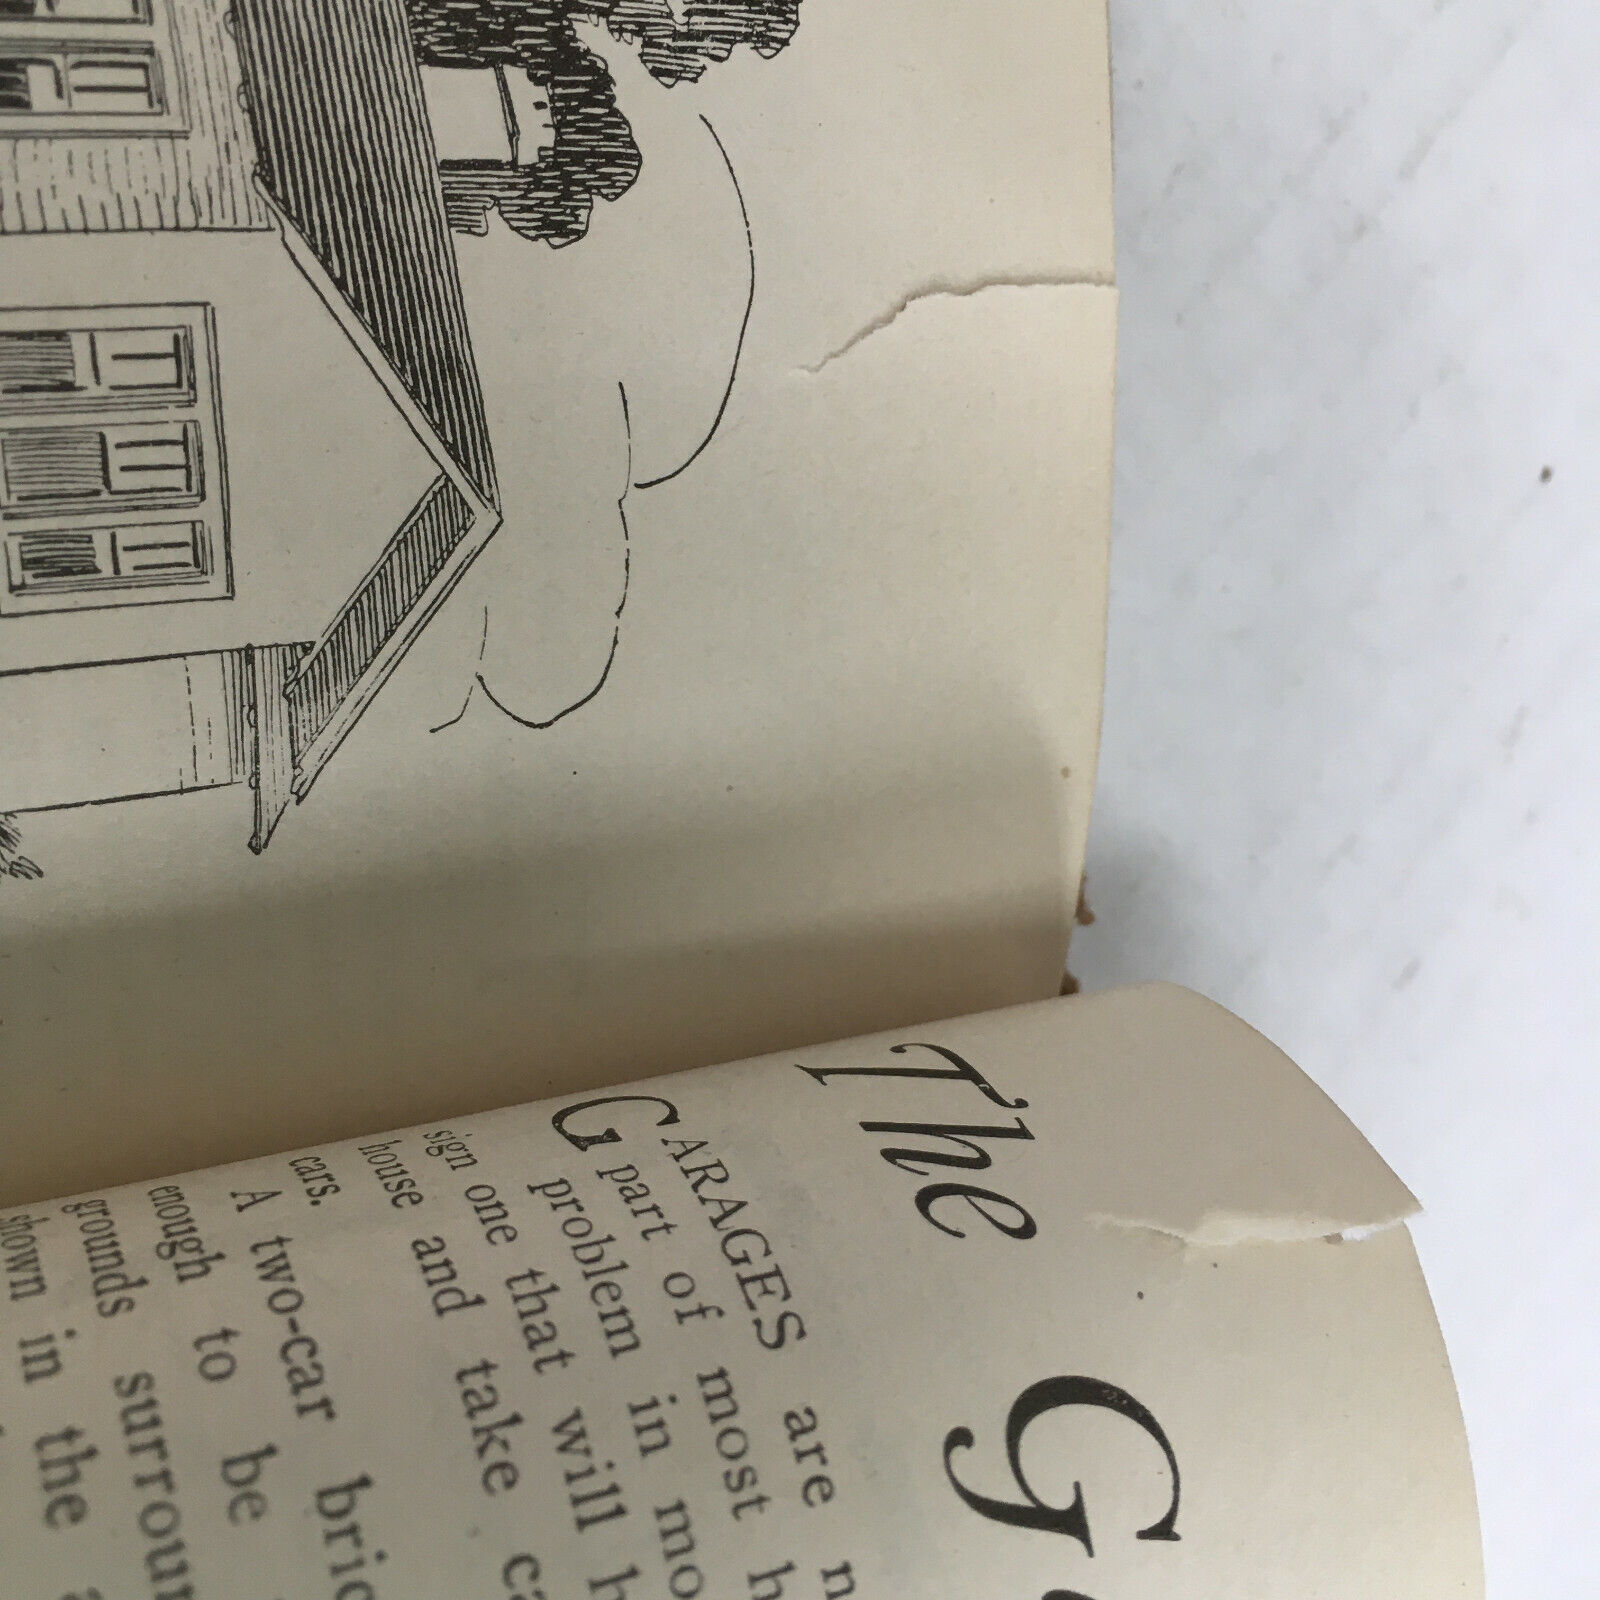 The G
GARAGES are n
part of most h
problem in mo
sign one that will h
house and take ca
cars.
A two-car bric
enough to be
grounds surroun
shown in the a